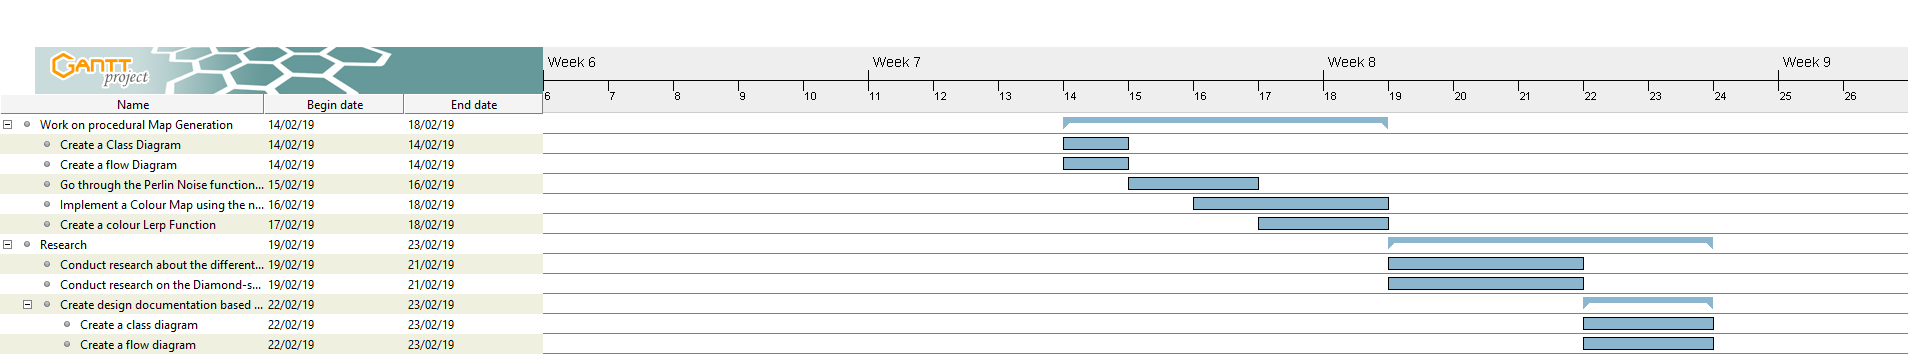 GANTT project
Week 6 Week 7 Week 8 Week 9
6 7 8 9 10 11 12 13 14 15 16 17 18 19 20 21 22 23 24 25 26
Name Begin date End date
Work on procedural Map Generation 14/02/19 18/02/19
Create a Class Diagram 14/02/19 14/02/19
Create a flow Diagram 14/02/19 14/02/19
Go through the Perlin Noise function... 15/02/19 16/02/19
Implement a Colour Map using the n... 16/02/19 18/02/19
Create a colour Lerp Function 17/02/19 18/02/19
Research 19/02/19 23/02/19
Conduct research about the different... 19/02/19 21/02/19
Conduct research on the Diamond-s... 19/02/19 21/02/19
Create design documentation based ... 22/02/19 23/02/19
Create a class diagram 22/02/19 23/02/19
Create a flow diagram 22/02/19 23/02/19